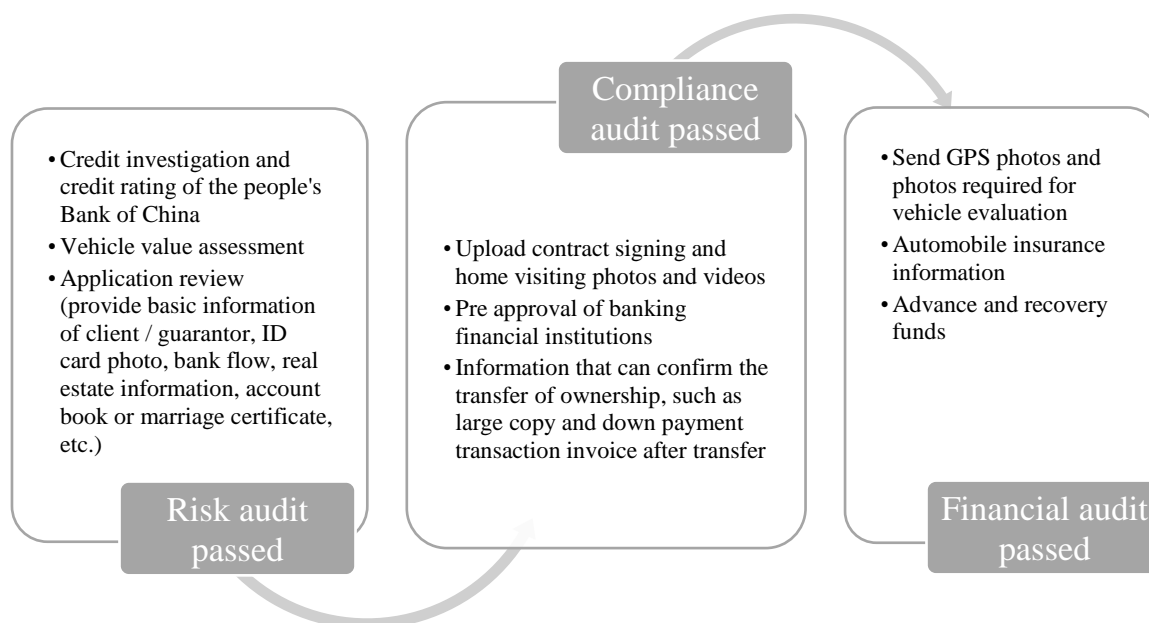 • Credit investigation and
credit rating of the people's
Bank of China
• Vehicle value assessment
• Application review
(provide basic information
of client / guarantor, ID
card photo, bank flow, real
estate information, account
book or marriage certificate,
etc.)
Risk audit
passed
Compliance
audit passed
• Upload contract signing and
home visiting photos and videos
• Pre approval of banking
financial institutions
• Information that can confirm the
transfer of ownership, such as
large copy and down payment
transaction invoice after transfer
• Send GPS photos and
photos required for
vehicle evaluation
• Automobile insurance
information
• Advance and recovery
funds
Financial audit
passed